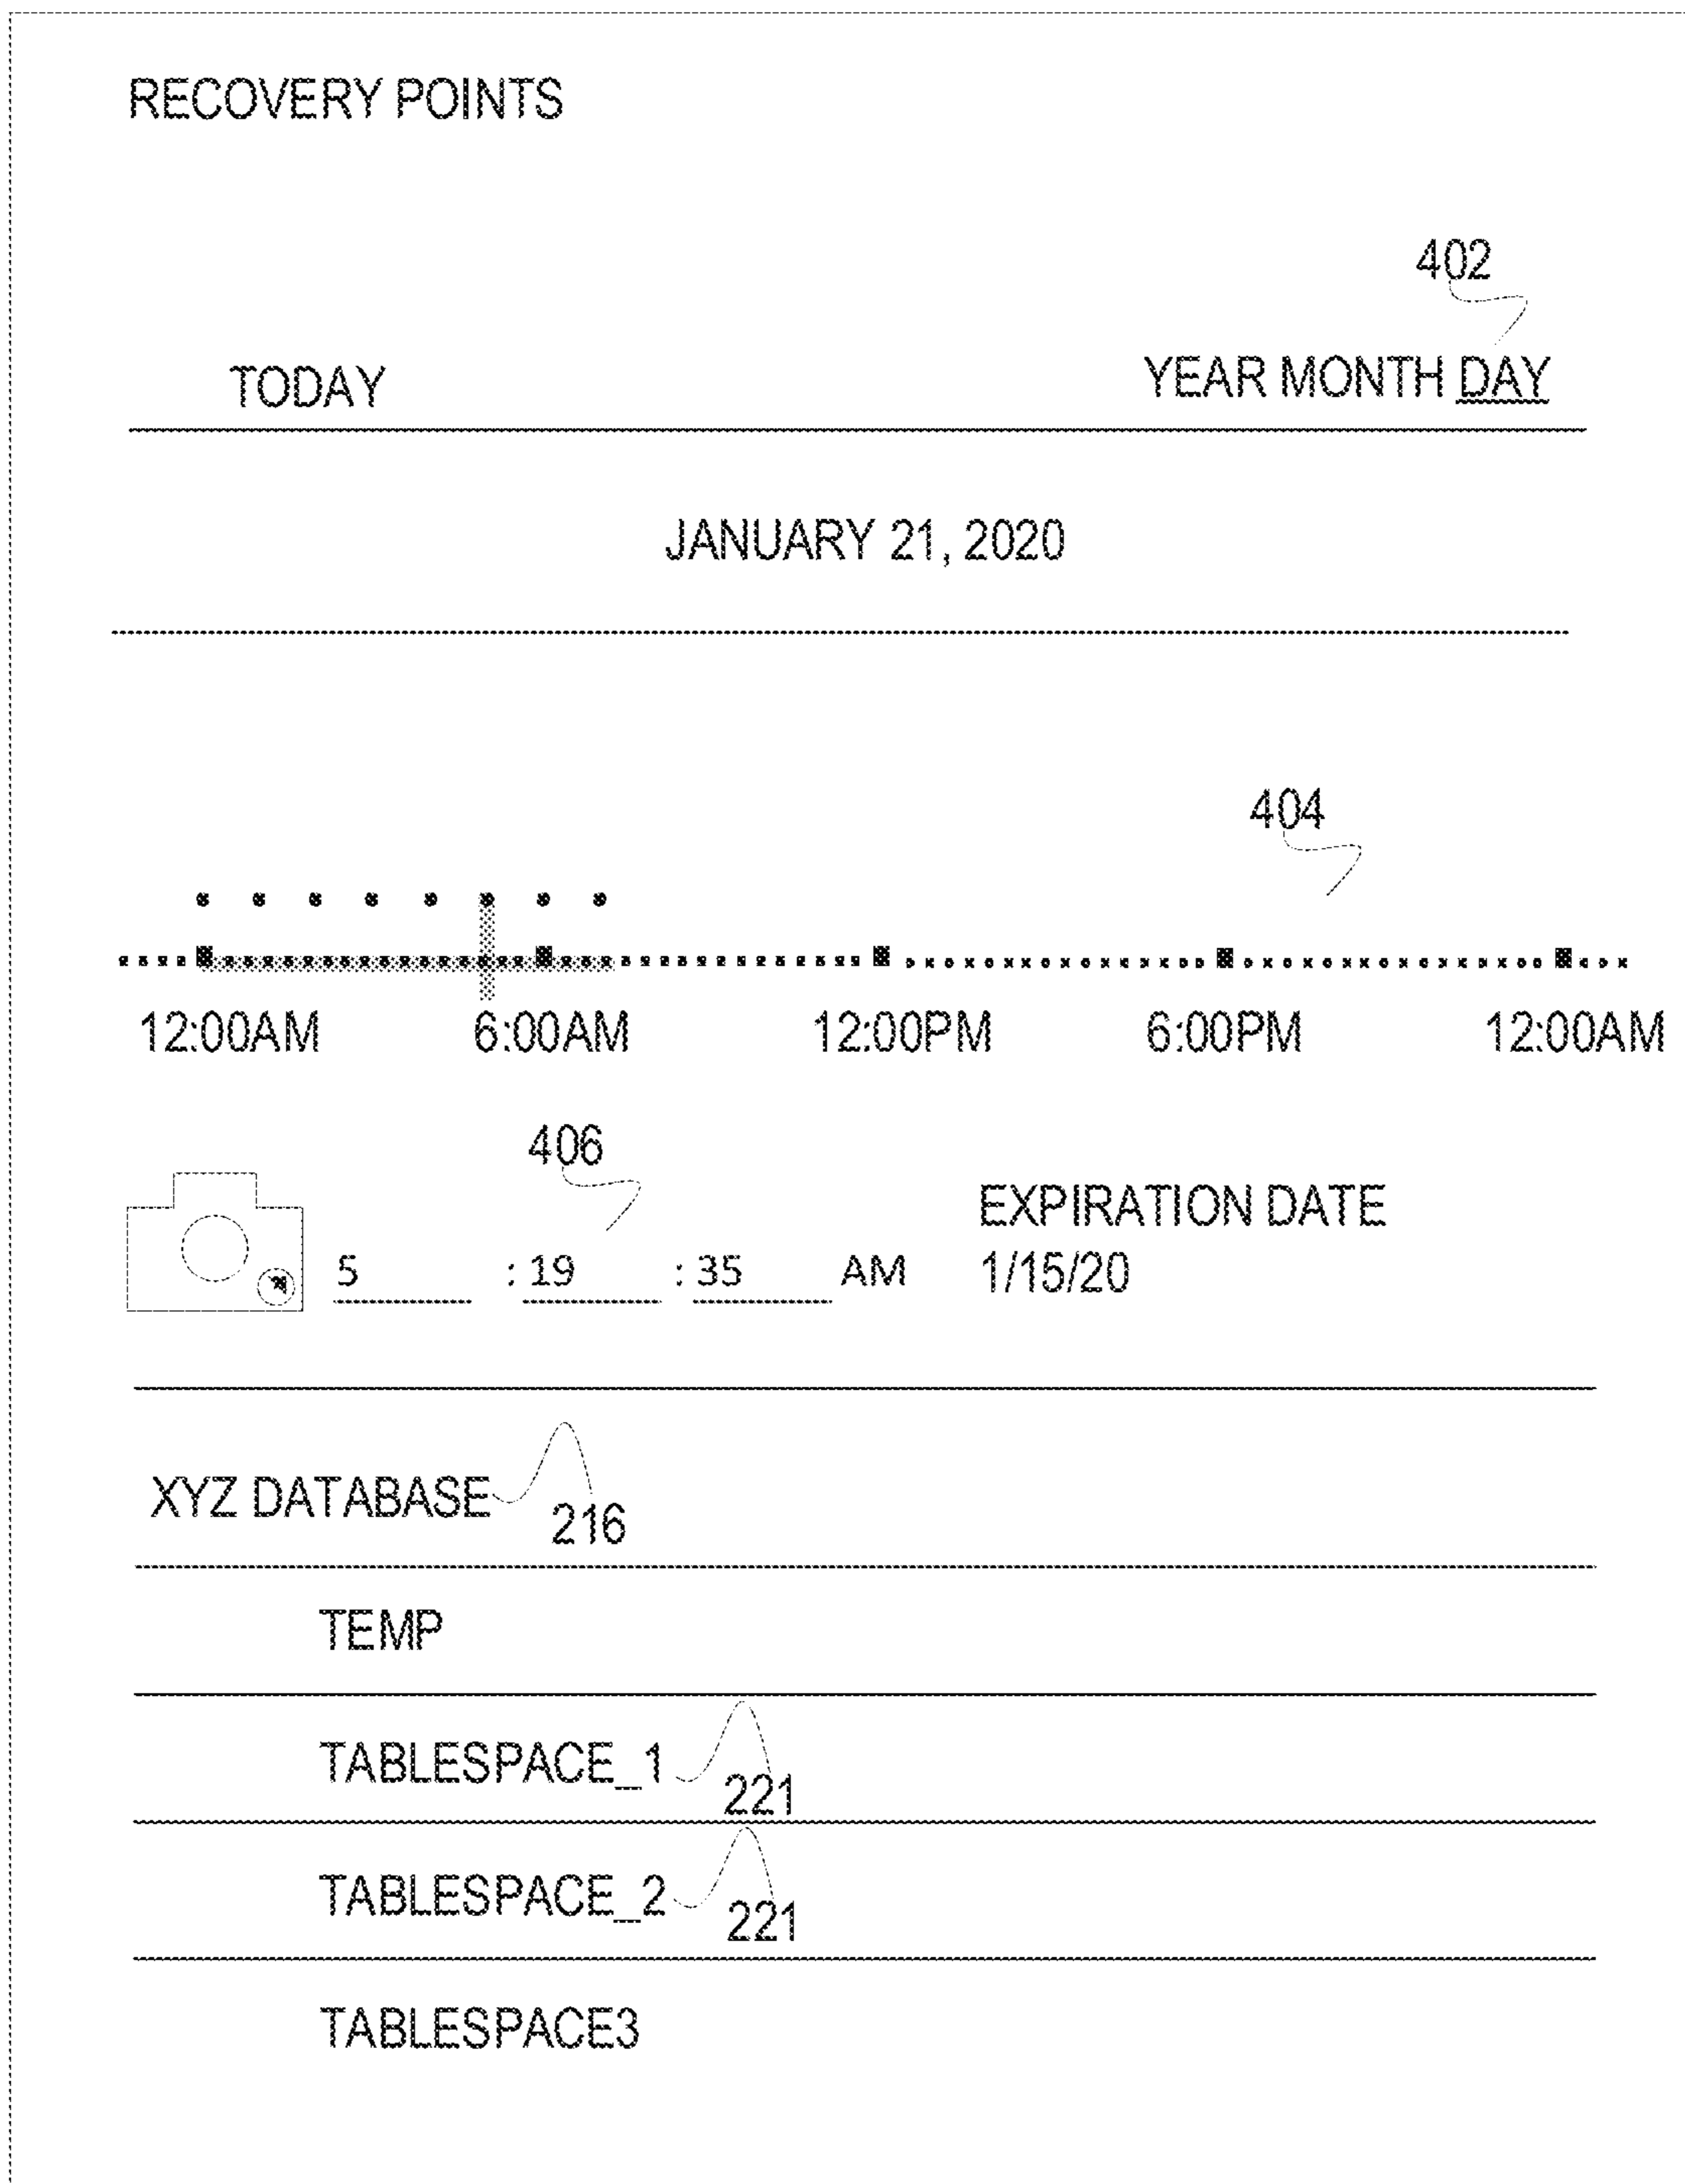 RECOVERY POINTS
402
TODAY YEAR MONTH DAY
JANUARY 21, 2020
404
12:00AM 6:00AM 12:00PM 6:00PM 12:00AM
406
EXPIRATION DATE
5 : 19 : 35 AM 1/15/20
XYZ DATABASE
216
TEMP
TABLESPACE_1
221
TABLESPACE_2
221
TABLESPACE3